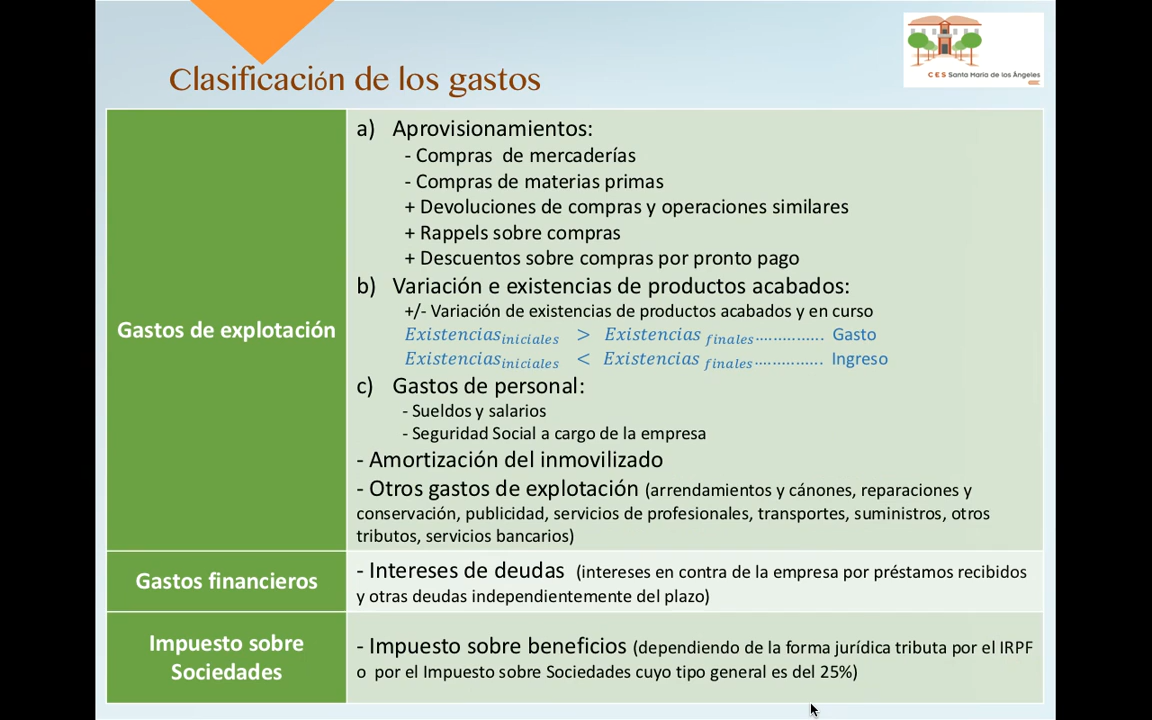 C E S Santa María de los Ángeles
Clasificación de los gastos
Gastos de explotación
a) Aprovisionamientos:
- Compras de mercaderías
- Compras de materias primas
+ Devoluciones de compras y operaciones similares
+ Rappels sobre compras
+ Descuentos sobre compras por pronto pago
b) Variación e existencias de productos acabados:
+/- Variación de existencias de productos acabados y en curso
Existencias iniciales > Existencias finales............... Gasto
Existencias iniciales < Existencias finales............... Ingreso
c) Gastos de personal:
- Sueldos y salarios
- Seguridad Social a cargo de la empresa
- Amortización del inmovilizado
- Otros gastos de explotación (arrendamientos y cánones, reparaciones y
conservación, publicidad, servicios de profesionales, transportes, suministros, otros
tributos, servicios bancarios)
Gastos financieros
- Intereses de deudas (intereses en contra de la empresa por préstamos recibidos
y otras deudas independientemente del plazo)
Impuesto sobre
Sociedades
- Impuesto sobre beneficios (dependiendo de la forma jurídica tributa por el IRPF
o por el Impuesto sobre Sociedades cuyo tipo general es del 25%)